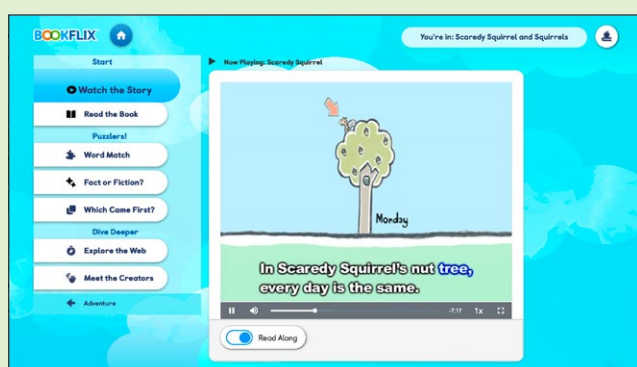 BOOKFLIX
You're in: Scaredy Squirrel and Squirrels
Start
Watch the Story
Read the Book
Puzzlers!
Word Match
Fact or Fiction?
Which Came First?
Dive Deeper
Explore the Web
Meet the Creators
Adventure
Now Playing: Scaredy Squirrel
Monday
In Scaredy Squirrel's nut tree,
every day is the same.
-7:17 1x
Read Along